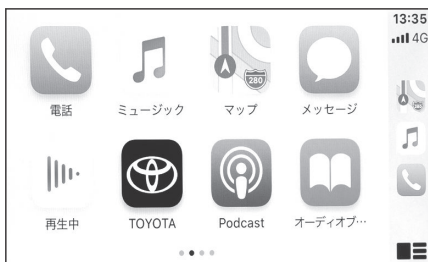 13:35
4G
280
電話
ミュージック
マップ
メッセージ
再生中
TOYOTA
Podcast
オーディオブ…